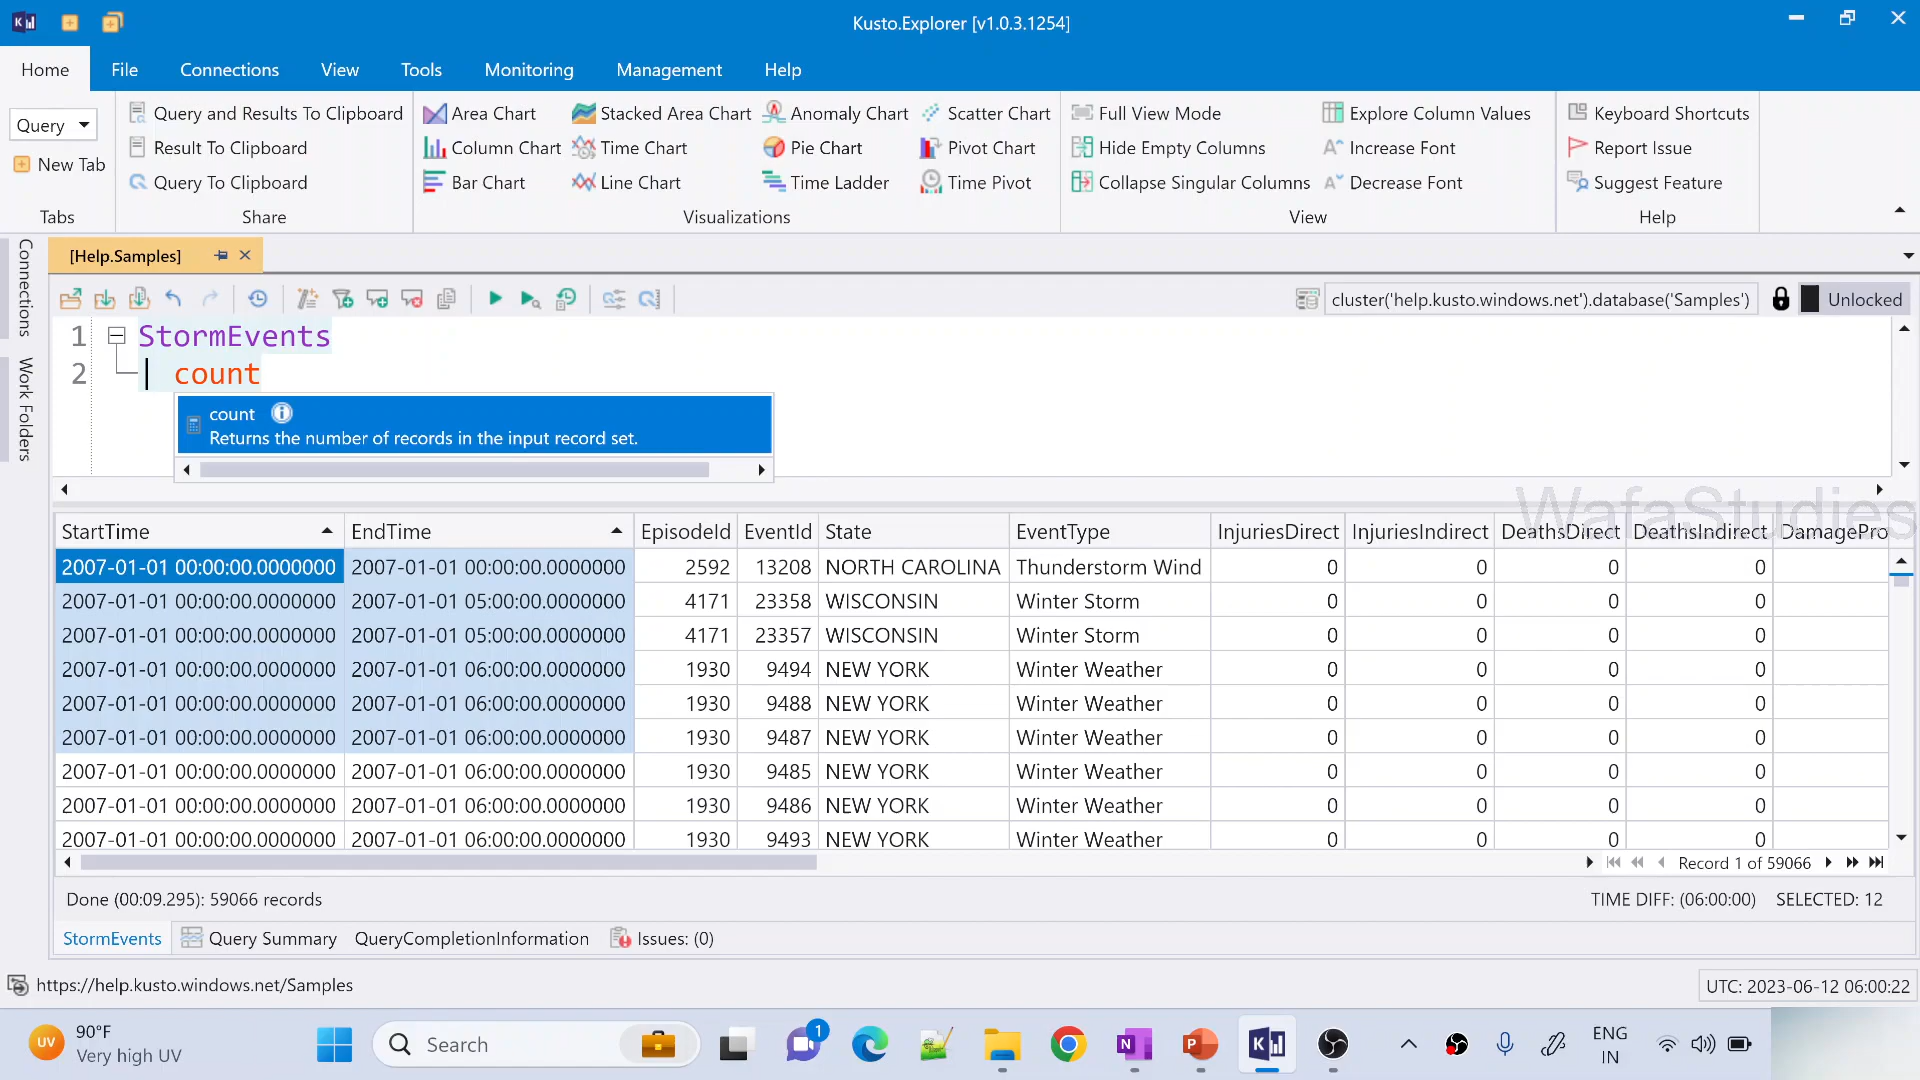 Kusto.Explorer [v1.0.3.1254]
Home File Connections View Tools Monitoring Management Help
Query
New Tab
Tabs
Query and Results To Clipboard
Result To Clipboard
Query To Clipboard
Share
Area Chart Stacked Area Chart Anomaly Chart Scatter Chart
Column Chart Time Chart Pie Chart Pivot Chart
Bar Chart Line Chart Time Ladder Time Pivot
Visualizations
Full View Mode Explore Column Values
Hide Empty Columns Increase Font
Collapse Singular Columns Decrease Font
View
Keyboard Shortcuts
Report Issue
Suggest Feature
Help
Connections
Work Folders
[Help.Samples]
cluster('help.kusto.windows.net').database('Samples') Unlocked
1 StormEvents
2 | count
count
Returns the number of records in the input record set.
WafaStudies
StartTime EndTime EpisodeId EventId State EventType InjuriesDirect InjuriesIndirect DeathsDirect DeathsIndirect DamagePro
2007-01-01 00:00:00.0000000 2007-01-01 00:00:00.0000000 2592 13208 NORTH CAROLINA Thunderstorm Wind 0 0 0 0
2007-01-01 00:00:00.0000000 2007-01-01 05:00:00.0000000 4171 23358 WISCONSIN Winter Storm 0 0 0 0
2007-01-01 00:00:00.0000000 2007-01-01 05:00:00.0000000 4171 23357 WISCONSIN Winter Storm 0 0 0 0
2007-01-01 00:00:00.0000000 2007-01-01 06:00:00.0000000 1930 9494 NEW YORK Winter Weather 0 0 0 0
2007-01-01 00:00:00.0000000 2007-01-01 06:00:00.0000000 1930 9488 NEW YORK Winter Weather 0 0 0 0
2007-01-01 00:00:00.0000000 2007-01-01 06:00:00.0000000 1930 9487 NEW YORK Winter Weather 0 0 0 0
2007-01-01 00:00:00.0000000 2007-01-01 06:00:00.0000000 1930 9485 NEW YORK Winter Weather 0 0 0 0
2007-01-01 00:00:00.0000000 2007-01-01 06:00:00.0000000 1930 9486 NEW YORK Winter Weather 0 0 0 0
2007-01-01 00:00:00.0000000 2007-01-01 06:00:00.0000000 1930 9493 NEW YORK Winter Weather 0 0 0 0
Record 1 of 59066
Done (00:09.295): 59066 records TIME DIFF: (06:00:00) SELECTED: 12
StormEvents Query Summary QueryCompletionInformation Issues: (0)
https://help.kusto.windows.net/Samples UTC: 2023-06-12 06:00:22
UV 90°F
Very high UV
Search
1
ENG
IN